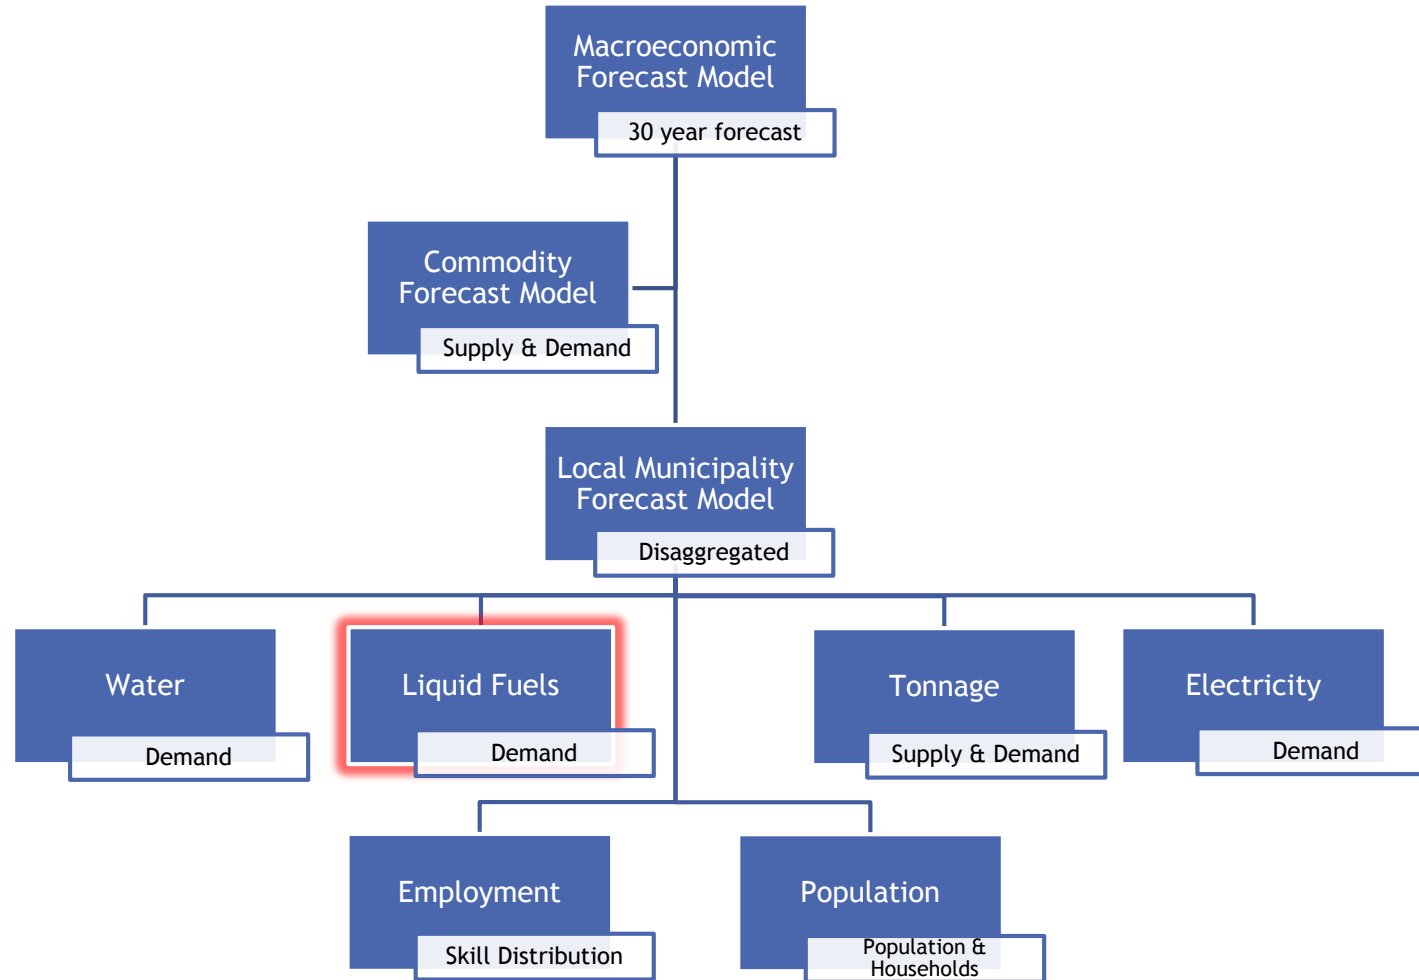 Macroeconomic
Forecast Model
30 year forecast
Commodity
Forecast Model
Supply & Demand
Local Municipality
Forecast Model
Disaggregated
Water
Demand
Liquid Fuels
Demand
Tonnage
Supply & Demand
Electricity
Demand
Employment
Skill Distribution
Population
Population &
Households